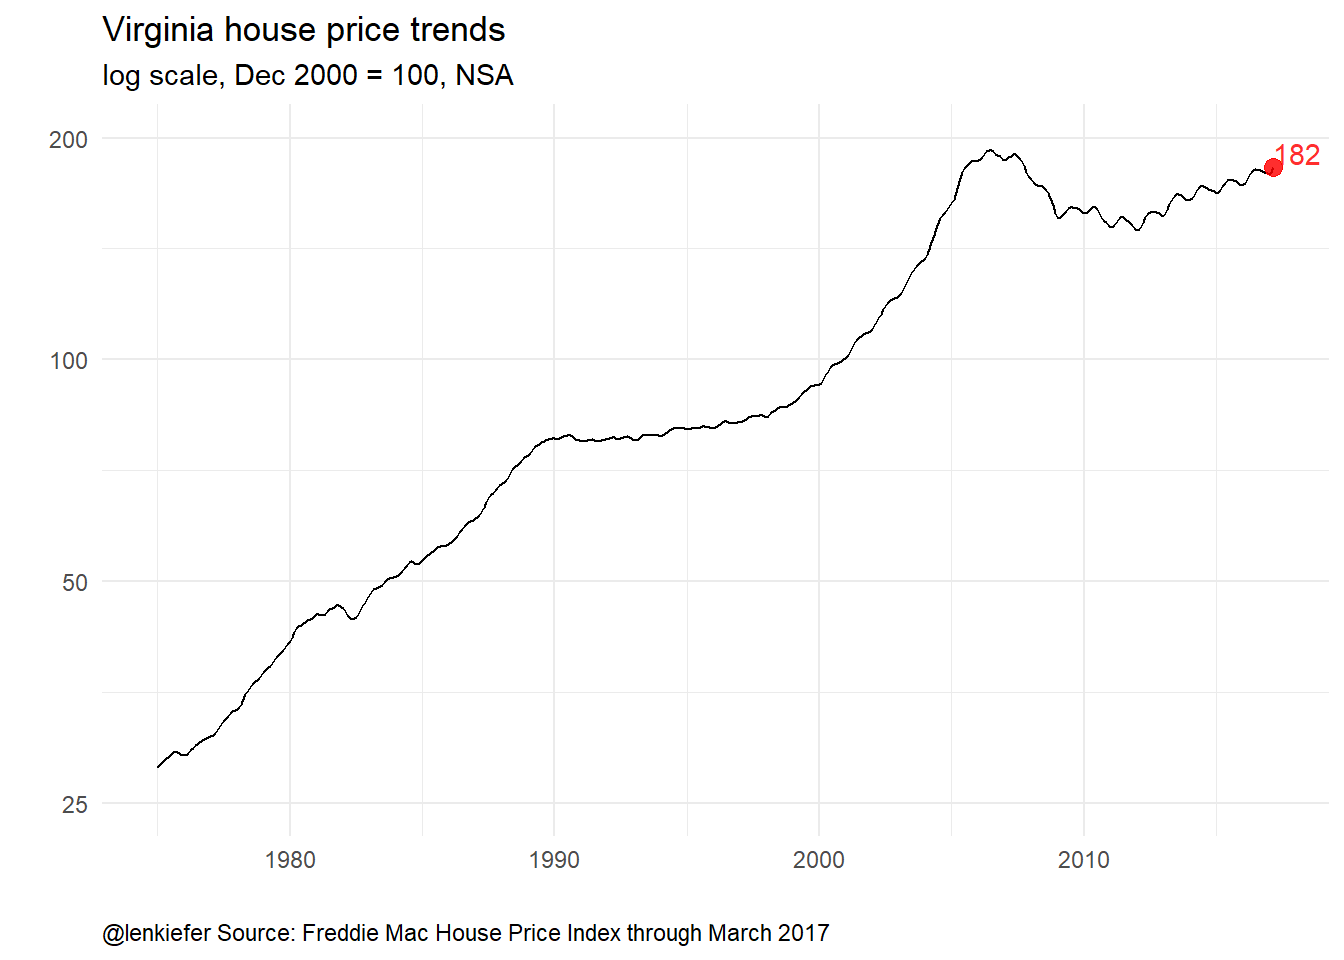 Virginia house price trends
log scale, Dec 2000 = 100, NSA
200
182
100
50
25
1980 1990 2000 2010
@lenkiefer Source: Freddie Mac House Price Index through March 2017